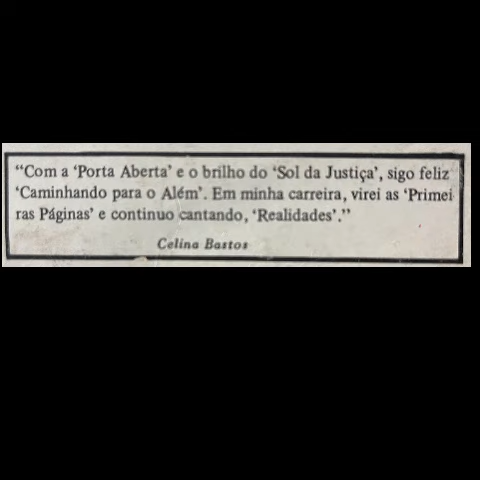 “Com a ‘Porta Aberta’ e o brilho do ‘Sol da Justiça’, sigo feliz
‘Caminhando para o Além’. Em minha carreira, virei as ‘Primei
ras Páginas’ e continuo cantando, ‘Realidades’.”
Celina Bastos